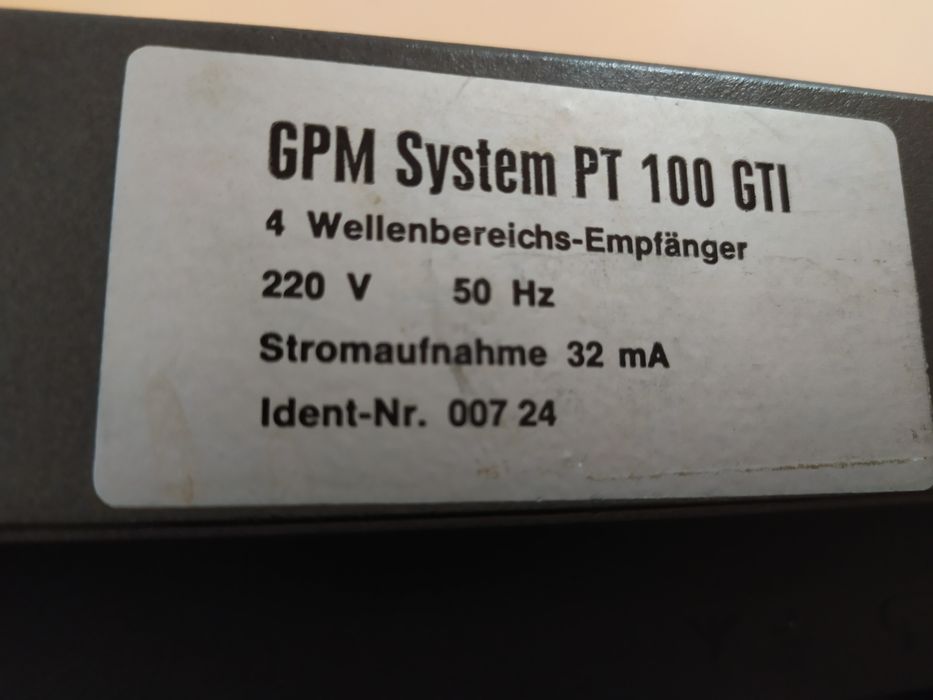 GPM System PT 100 GTI
4 Wellenbereichs-Empfänger
220 V 50 Hz
Stromaufnahme 32 mA
Ident-Nr. 007 24